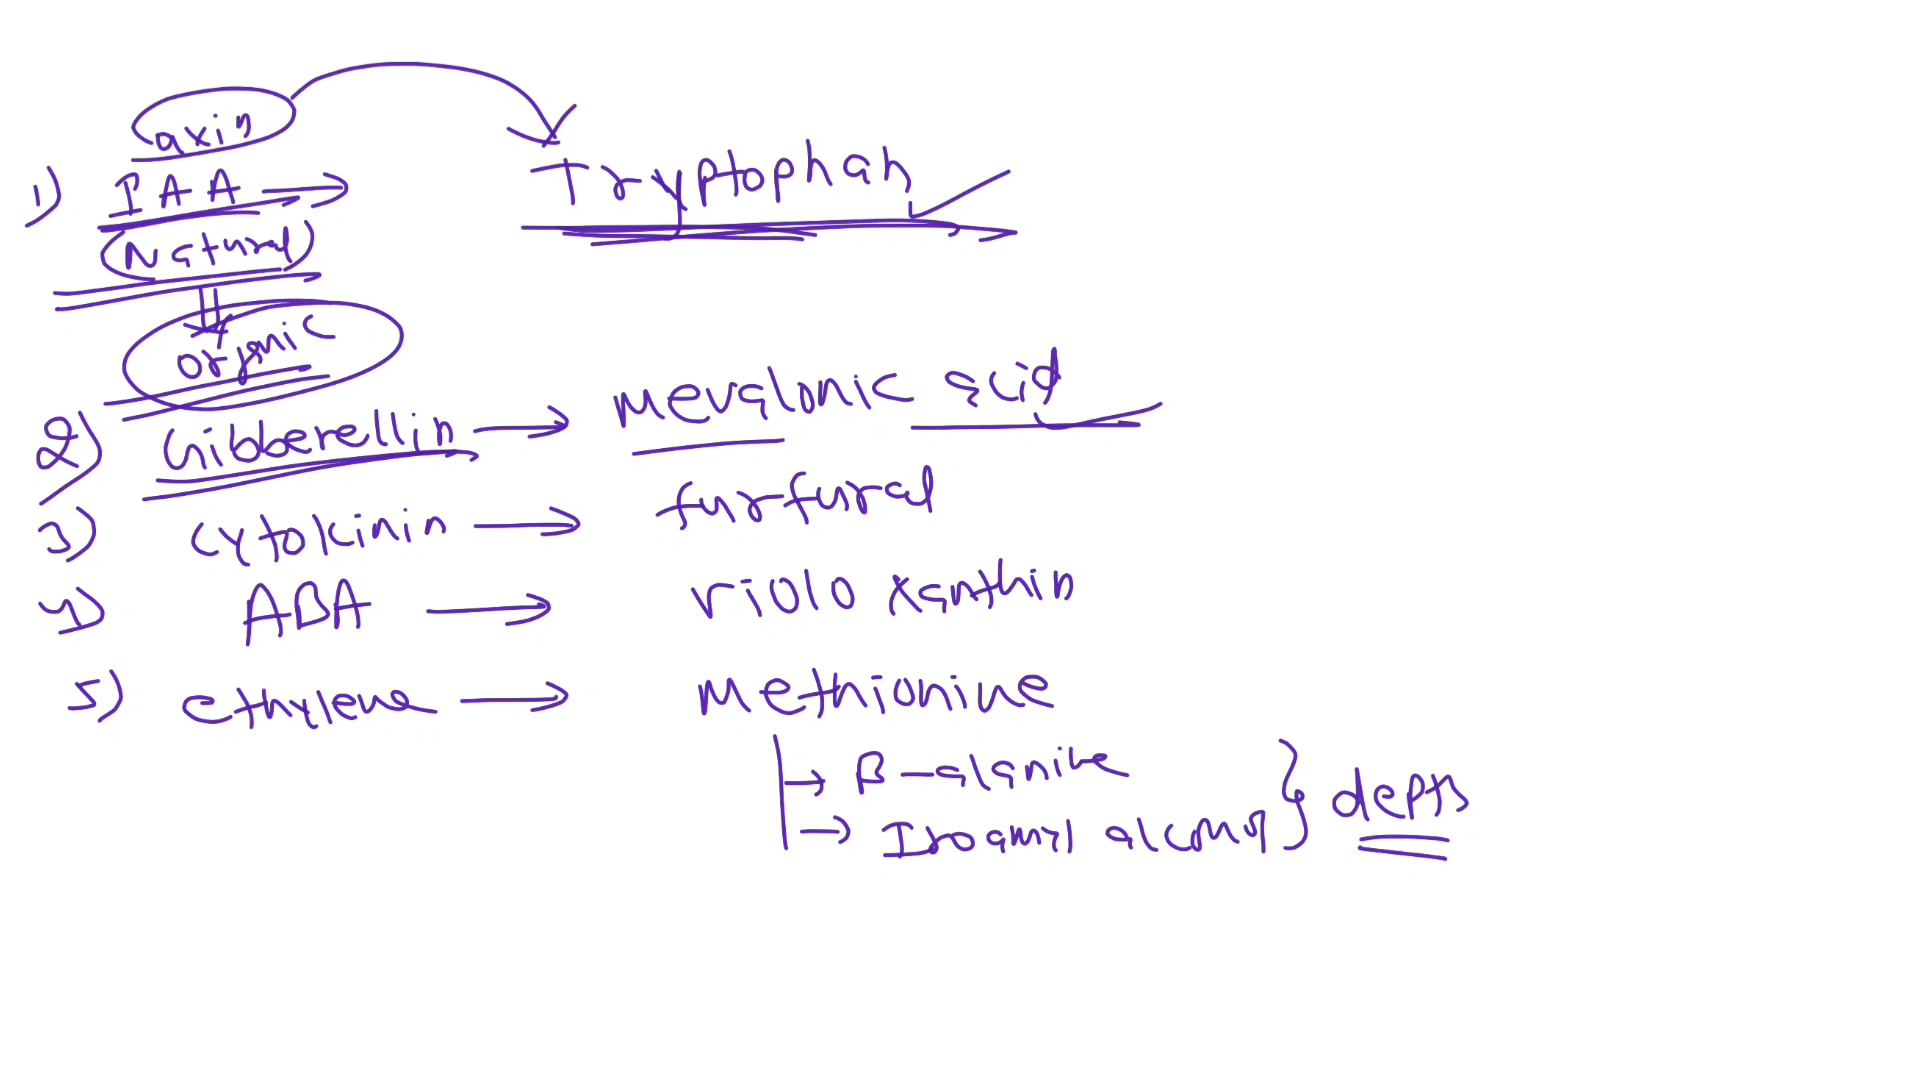 axin
1) IAA → Tryptophan
(Natural)
organic
2) Gibberellin → mevalonic acid
3) cytokinin → furfural
4) ABA → violo xanthin
5) ethylene → Methionine
→ β-alanine
→ Isoamyl alcohol } depts